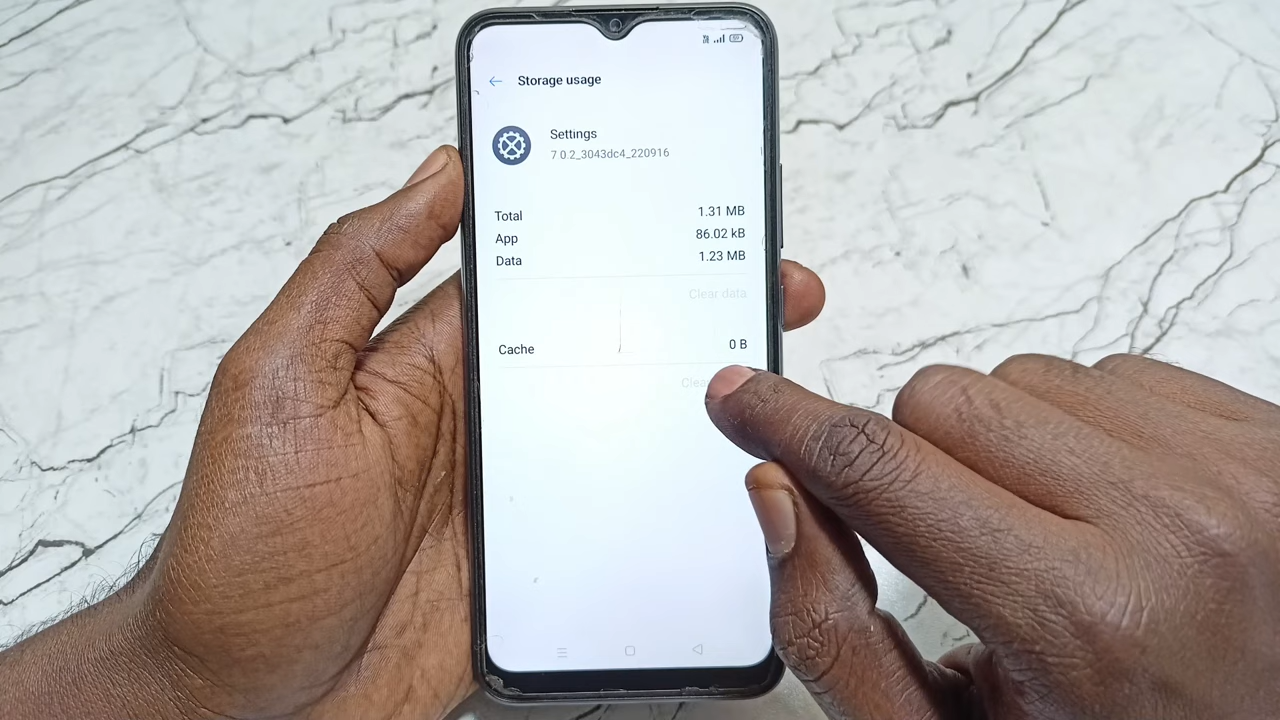 Storage usage
Settings
7 0.2_3043dc4_220916
Total 1.31 MB
App 86.02 kB
Data 1.23 MB
Clear data
Cache 0 B
Clear